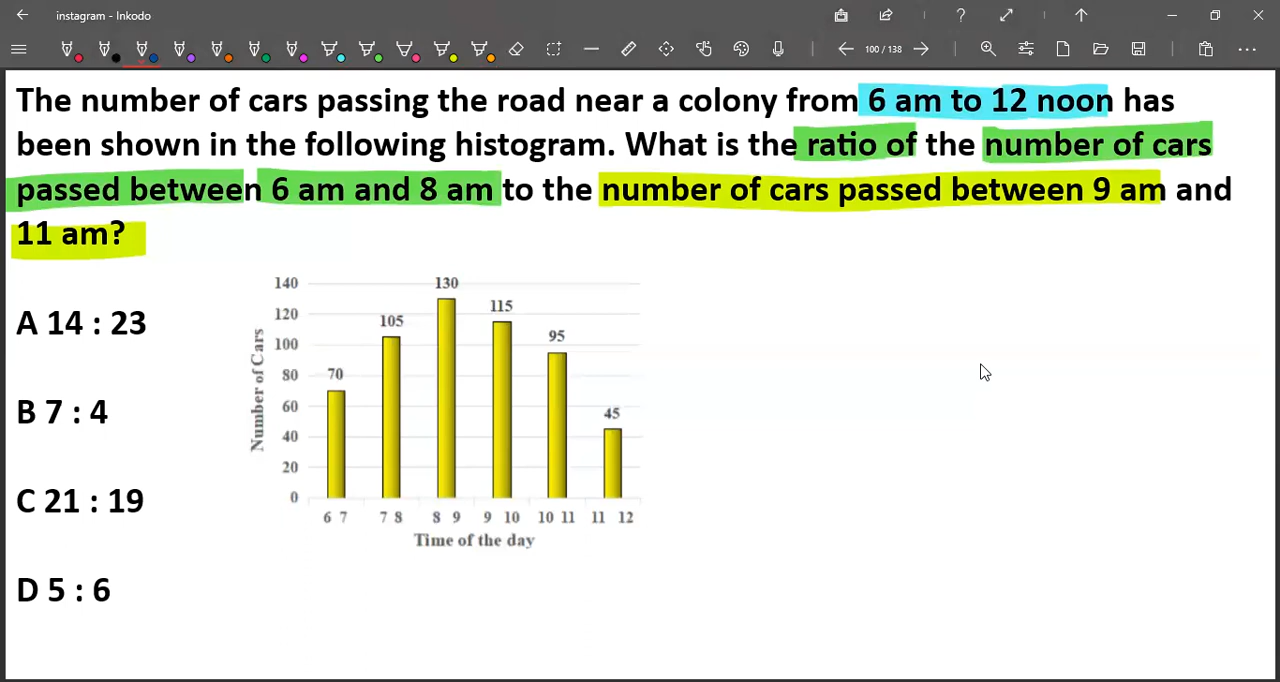 instagram - Inkodo
100 / 138
The number of cars passing the road near a colony from 6 am to 12 noon has
been shown in the following histogram. What is the ratio of the number of cars
passed between 6 am and 8 am to the number of cars passed between 9 am and
11 am?
A 14 : 23
B 7 : 4
C 21 : 19
D 5 : 6
Number of Cars
140
120
100
80
60
40
20
0
70
105
130
115
95
45
6 7 7 8 8 9 9 10 10 11 11 12
Time of the day